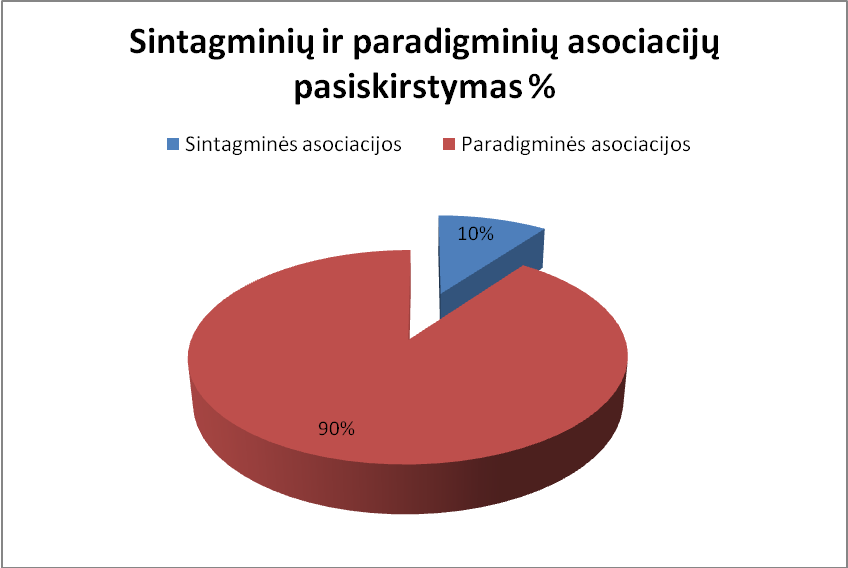 Sintagminių ir paradigminių asociacijų
pasiskirstymas %
Sintagminės asociacijos
Paradigminės asociacijos
10%
90%